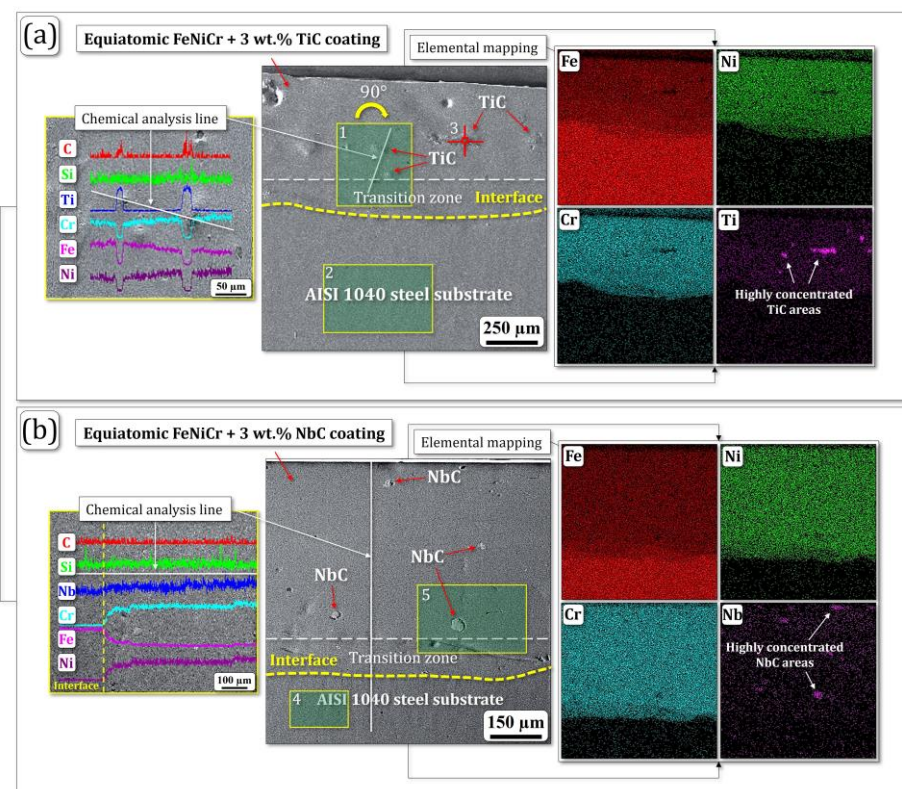 (a)
Equiatomic FeNiCr + 3 wt.% TiC coating
Elemental mapping
Chemical analysis line
C
Si
Ti
Cr
Fe
Ni
50 µm
90°
1
3
TiC
TiC
Transition zone
Interface
2
AISI 1040 steel substrate
250 µm
Fe
Ni
Cr
Ti
Highly concentrated
TiC areas
(b)
Equiatomic FeNiCr + 3 wt.% NbC coating
Elemental mapping
Chemical analysis line
C
Si
Nb
Cr
Fe
Ni
Interface
100 µm
NbC
NbC
NbC
5
Interface
Transition zone
4
AISI 1040 steel substrate
150 µm
Fe
Ni
Cr
Nb
Highly concentrated
NbC areas